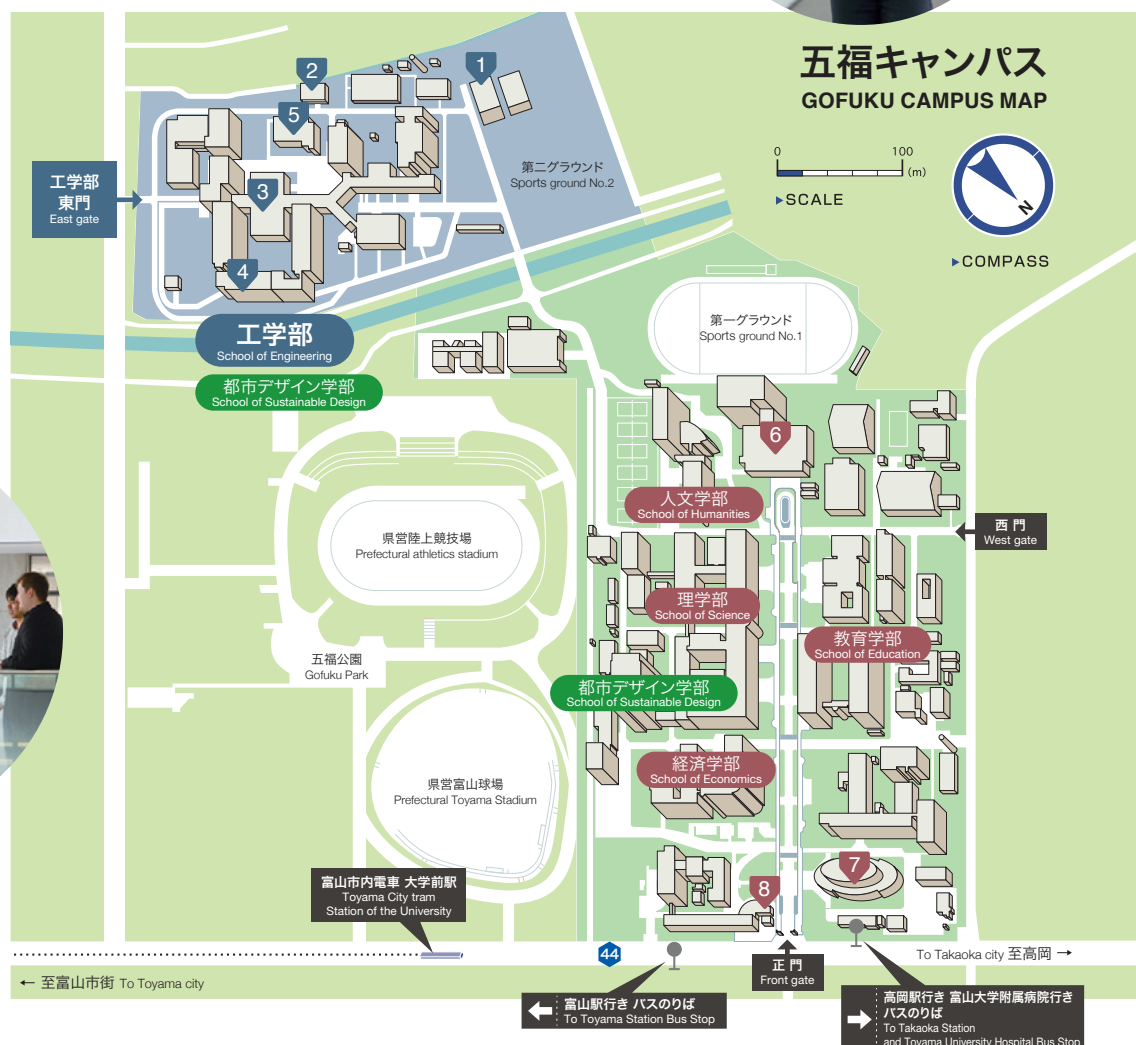 五福キャンパス
GOFUKU CAMPUS MAP
0
100
(m)
SCALE
N
COMPASS
1
2
5
3
4
第二グラウンド
Sports ground No.2
工学部
東門
East gate
工学部
School of Engineering
都市デザイン学部
School of Sustainable Design
第一グラウンド
Sports ground No.1
6
人文学部
School of Humanities
西門
West gate
県営陸上競技場
Prefectural athletics stadium
理学部
School of Science
教育学部
School of Education
五福公園
Gofuku Park
都市デザイン学部
School of Sustainable Design
経済学部
School of Economics
県営富山球場
Prefectural Toyama Stadium
7
8
富山市内電車 大学前駅
Toyama City tram
Station of the University
44
To Takaoka city 至高岡 →
← 至富山市街 To Toyama city
正門
Front gate
富山駅行き バスのりば
To Toyama Station Bus Stop
高岡駅行き 富山大学附属病院行き
バスのりば
To Takaoka Station
and Toyama University Hospital Bus Stop